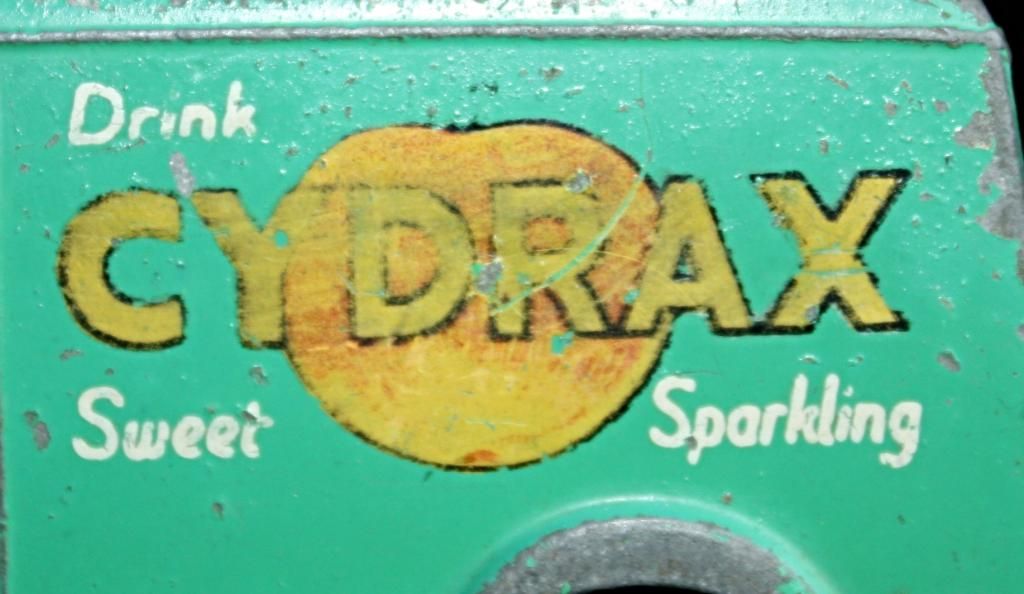 Drink
CYDRAX
Sweet Sparkling